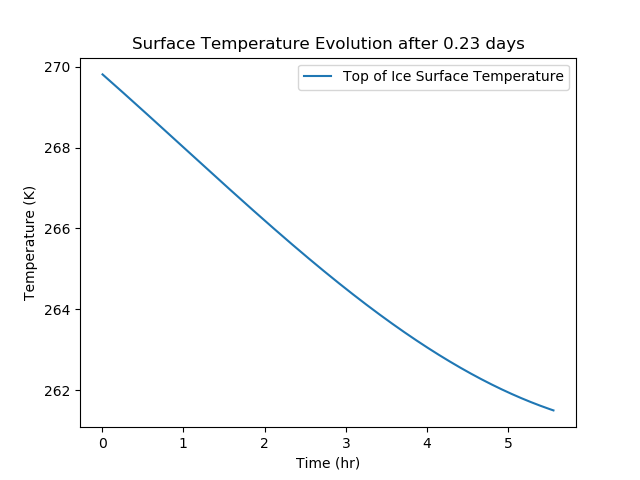 Surface Temperature Evolution after 0.23 days
Top of Ice Surface Temperature
270
268
266
264
262
Temperature (K)
0 1 2 3 4 5
Time (hr)